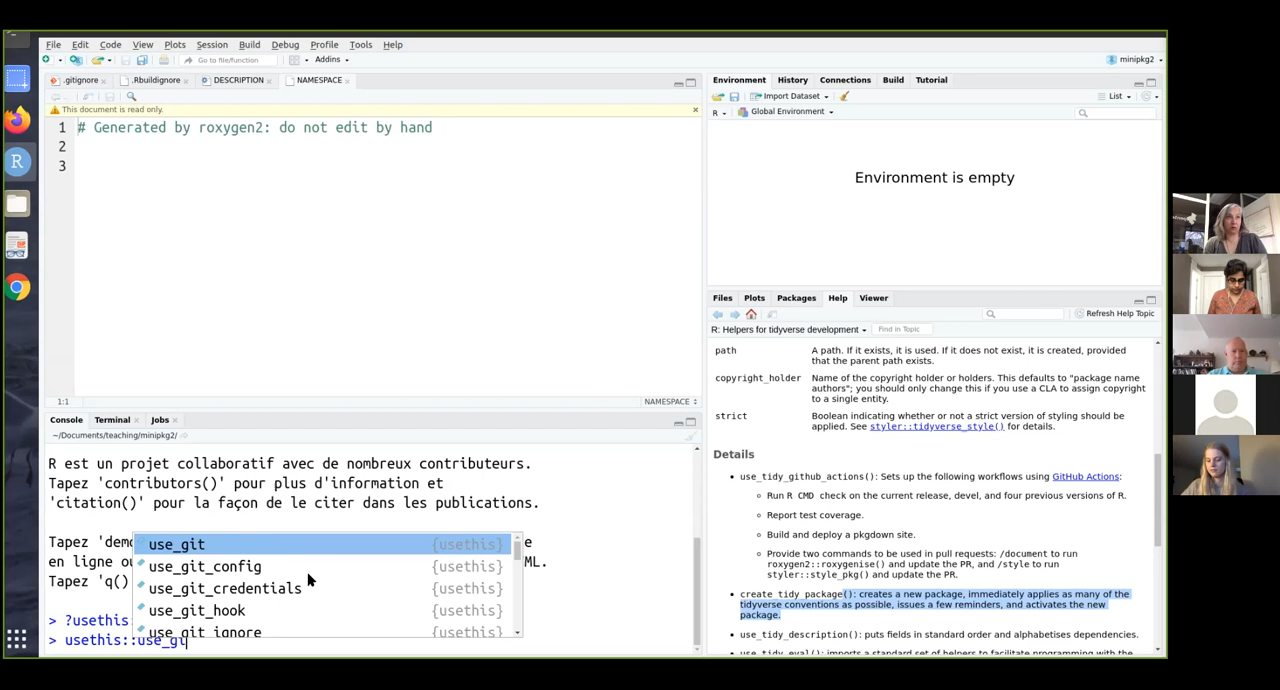 File Edit Code View Plots Session Build Debug Profile Tools Help
Go to file/function Addins minipkg2
.gitignore .Rbuildignore DESCRIPTION NAMESPACE
This document is read only.
1 # Generated by roxygen2: do not edit by hand
2
3
1:1 NAMESPACE
Console Terminal Jobs
~/Documents/teaching/minipkg2/
R est un projet collaboratif avec de nombreux contributeurs.
Tapez 'contributors()' pour plus d'information et
'citation()' pour la façon de le citer dans les publications.
Tapez 'demo
en ligne ou ML.
Tapez 'q()
use_git {usethis}
use_git_config {usethis}
use_git_credentials {usethis}
use_git_hook {usethis}
use_git_ignore {usethis}
> ?usethis:
> usethis::use_gi
Environment History Connections Build Tutorial
Import Dataset List
R Global Environment
Environment is empty
Files Plots Packages Help Viewer
Refresh Help Topic
R: Helpers for tidyverse development Find in Topic
path A path. If it exists, it is used. If it does not exist, it is created, provided
that the parent path exists.
copyright_holder Name of the copyright holder or holders. This defaults to "package name
authors"; you should only change this if you use a CLA to assign copyright
to a single entity.
strict Boolean indicating whether or not a strict version of styling should be
applied. See styler::tidyverse_style() for details.
Details
• use_tidy_github_actions(): Sets up the following workflows using GitHub Actions:
Run R CMD check on the current release, devel, and four previous versions of R.
Report test coverage.
Build and deploy a pkgdown site.
Provide two commands to be used in pull requests: /document to run
roxygen2::roxygenise() and update the PR, and /style to run
styler::style_pkg() and update the PR.
• create_tidy_package(): creates a new package, immediately applies as many of the
tidyverse conventions as possible, issues a few reminders, and activates the new
package.
• use_tidy_description(): puts fields in standard order and alphabetises dependencies.
• use_tidy_eval(): imports a standard set of helpers to facilitate programming with the